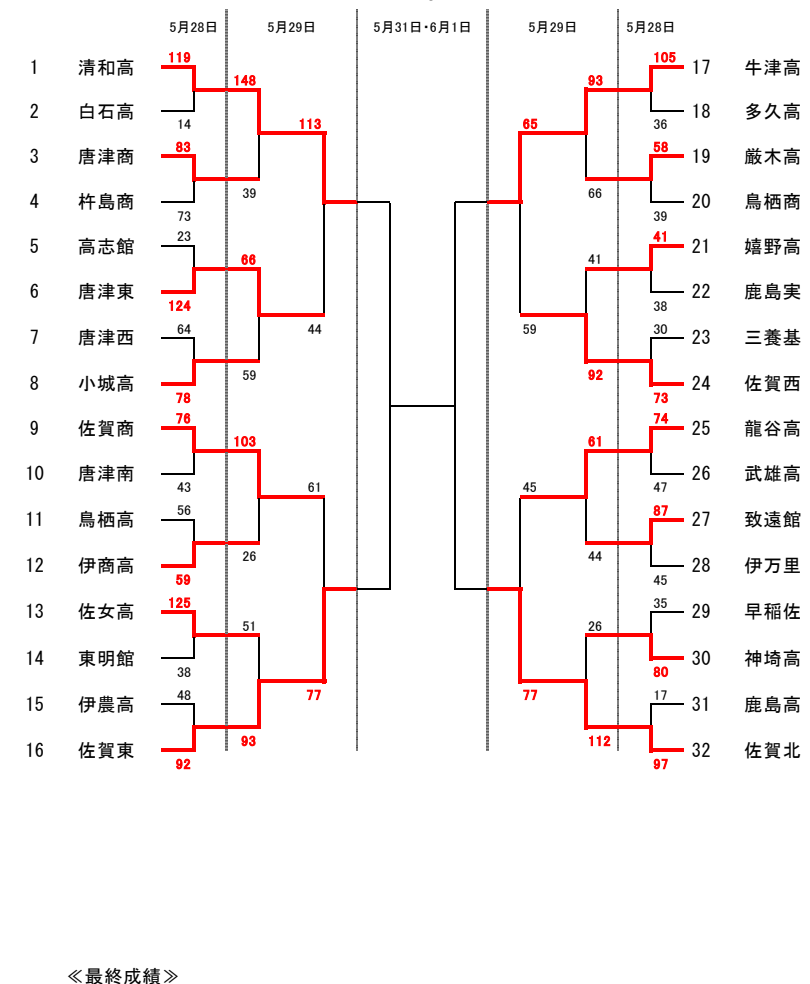 5月28日 5月29日 5月31日・6月1日 5月29日 5月28日
119 105
1 清和高 148 93 17 牛津高
2 白石高 113 65 18 多久高
14 36
83 58
3 唐津商 19 厳木高
39 66
4 杵島商 20 鳥栖商
73 39
23 41
5 高志館 21 嬉野高
66 41
6 唐津東 22 鹿島実
124 38
64 44 59 30
7 唐津西 23 三養基
59 92
8 小城高 24 佐賀西
78 73
76 74
9 佐賀商 25 龍谷高
103 61
10 唐津南 26 武雄高
43 61 45 47
56 87
11 鳥栖高 27 致遠館
26 44
12 伊商高 28 伊万里
59 45
125 35
13 佐女高 29 早稲佐
51 26
14 東明館 30 神埼高
38 80
48 77 77 17
15 伊農高 31 鹿島高
93 112
16 佐賀東 32 佐賀北
92 97
≪最終成績≫